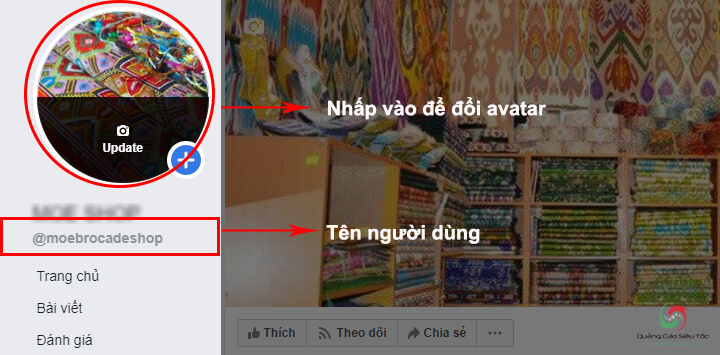 Nhấp vào để đổi avatar
Update
MOE SHOP
@moebrocadeshop
Tên người dùng
Trang chủ
Bài viết
Đánh giá
Thích
Theo dõi
Chia sẻ
Quảng Cáo Siêu Tốc